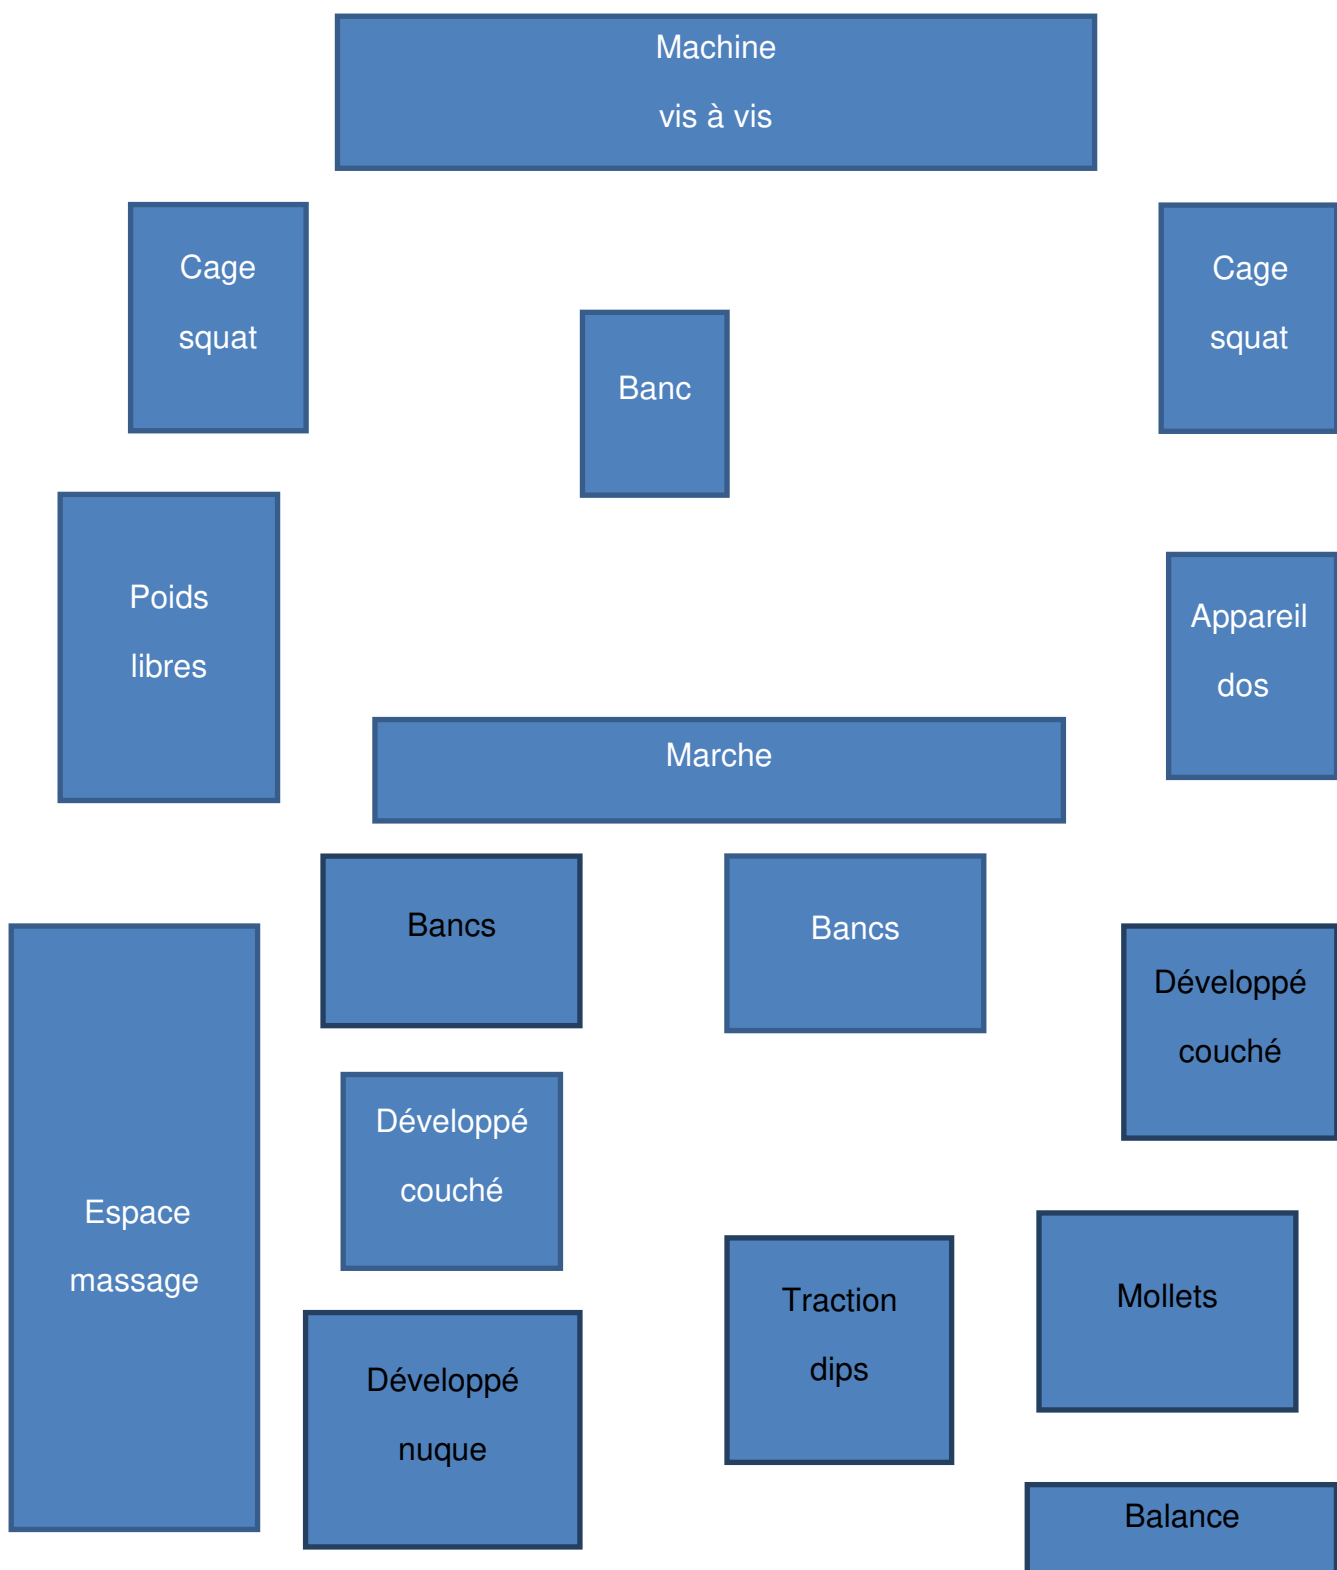 Machine
vis à vis
Cage
squat
Cage
squat
Banc
Poids
libres
Appareil
dos
Marche
Bancs
Bancs
Développé
couché
Développé
couché
Espace
massage
Mollets
Traction
dips
Développé
nuque
Balance